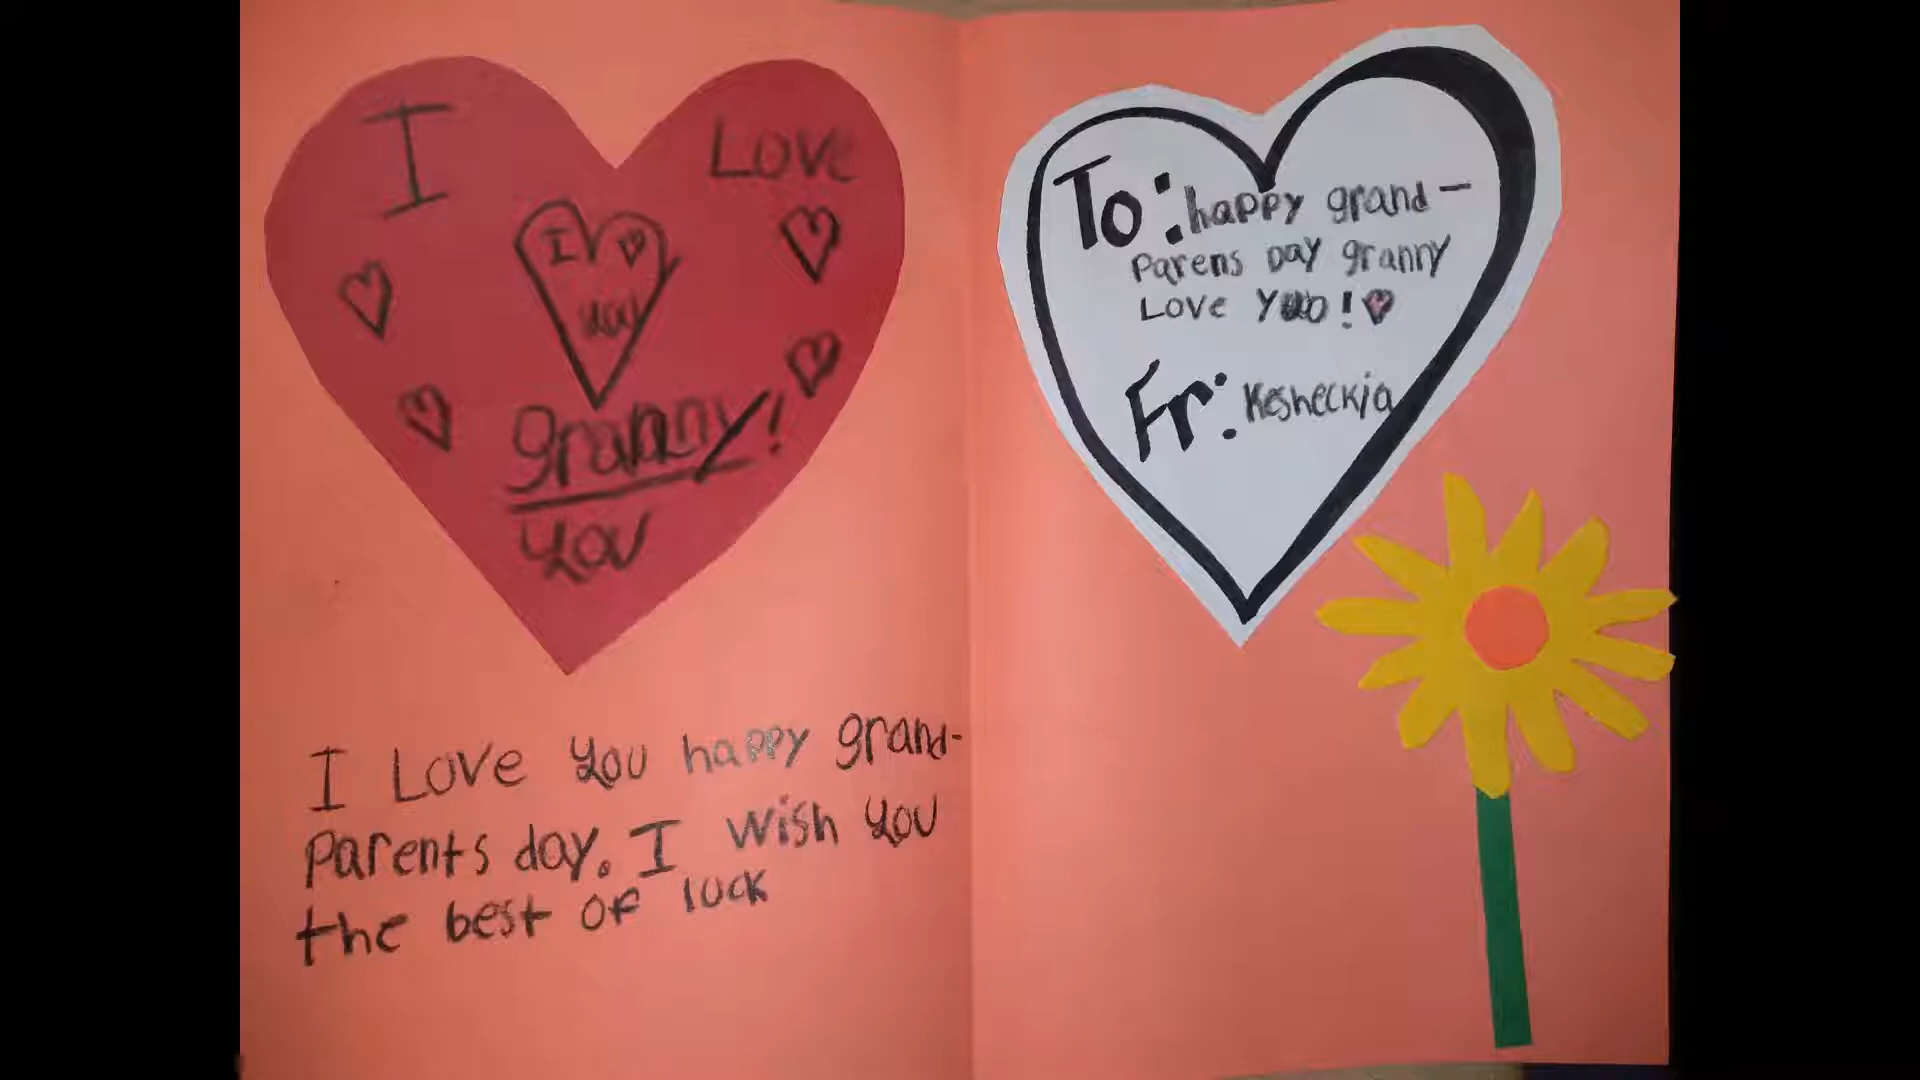 I Love
I
you
granny!
you
I Love you happy grand-
parents day. I wish you
the best of luck
To: happy grand-
Parens Day granny
Love Yuo!
Fr: Kesheckia